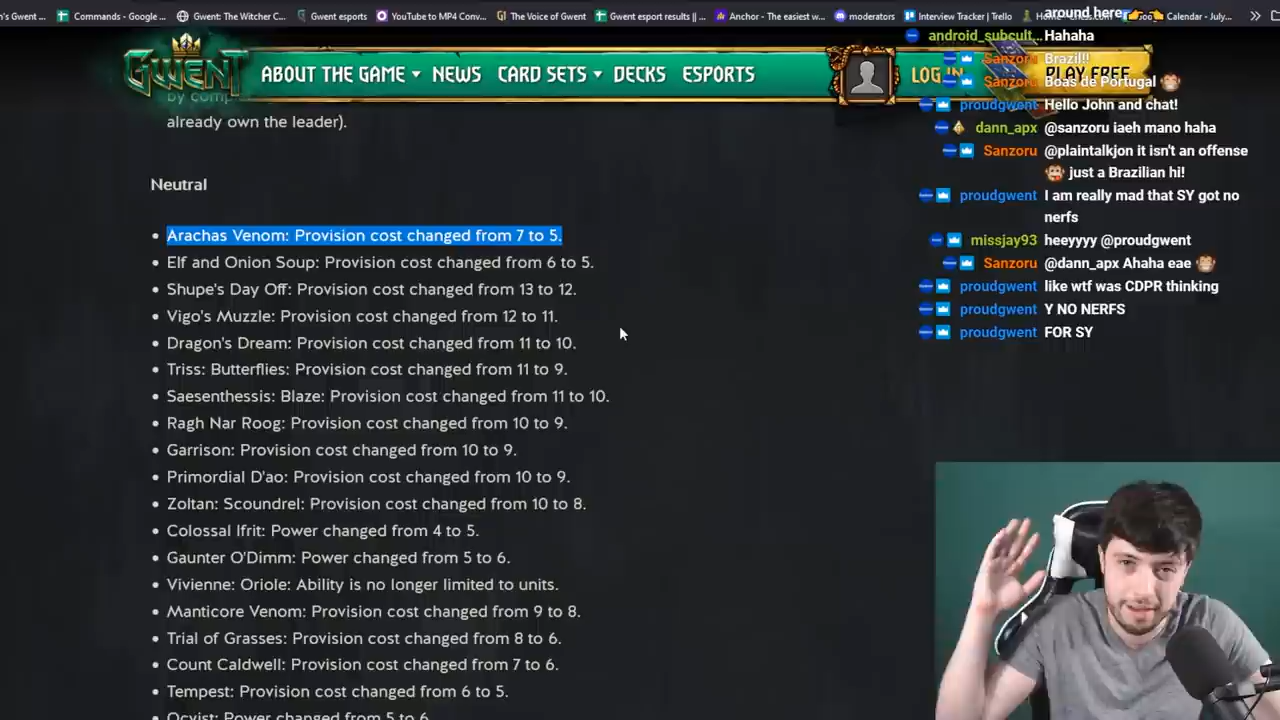 n's Gwent ...
Commands - Google ...
Gwent: The Witcher C...
Gwent esports
YouTube to MP4 Conv...
The Voice of Gwent
Gwent esport results || ...
Anchor - The easiest w...
moderators
Interview Tracker | Trello
Calendar - July...
GWENT
ABOUT THE GAME
NEWS
CARD SETS
DECKS
ESPORTS
LOG IN
PLAY FREE
by comp
already own the leader).
Neutral
• Arachas Venom: Provision cost changed from 7 to 5.
• Elf and Onion Soup: Provision cost changed from 6 to 5.
• Shupe's Day Off: Provision cost changed from 13 to 12.
• Vigo's Muzzle: Provision cost changed from 12 to 11.
• Dragon's Dream: Provision cost changed from 11 to 10.
• Triss: Butterflies: Provision cost changed from 11 to 9.
• Saesenthessis: Blaze: Provision cost changed from 11 to 10.
• Ragh Nar Roog: Provision cost changed from 10 to 9.
• Garrison: Provision cost changed from 10 to 9.
• Primordial D'ao: Provision cost changed from 10 to 9.
• Zoltan: Scoundrel: Provision cost changed from 10 to 8.
• Colossal Ifrit: Power changed from 4 to 5.
• Gaunter O'Dimm: Power changed from 5 to 6.
• Vivienne: Oriole: Ability is no longer limited to units.
• Manticore Venom: Provision cost changed from 9 to 8.
• Trial of Grasses: Provision cost changed from 8 to 6.
• Count Caldwell: Provision cost changed from 7 to 6.
• Tempest: Provision cost changed from 6 to 5.
• Ocvist: Power changed from 5 to 6.
around here
android_subcult... Hahaha
Sanzoru Brazil!!
Sanzoru Boas de Portugal
proudgwent Hello John and chat!
dann_apx @sanzoru iaeh mano haha
Sanzoru @plaintalkjon it isn't an offense
just a Brazilian hi!
proudgwent I am really mad that SY got no
nerfs
missjay93 heeyyyy @proudgwent
Sanzoru @dann_apx Ahaha eae
proudgwent like wtf was CDPR thinking
proudgwent Y NO NERFS
proudgwent FOR SY